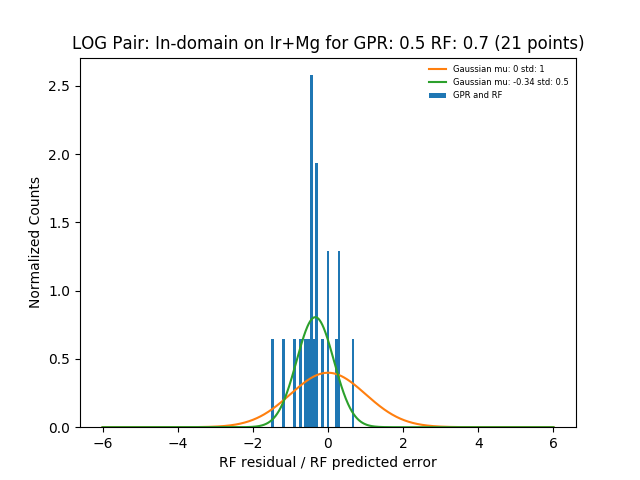 LOG Pair: In-domain on Ir+Mg for GPR: 0.5 RF: 0.7 (21 points)
Gaussian mu: 0 std: 1
Gaussian mu: -0.34 std: 0.5
GPR and RF
Normalized Counts
2.5
2.0
1.5
1.0
0.5
0.0
−6 −4 −2 0 2 4 6
RF residual / RF predicted error